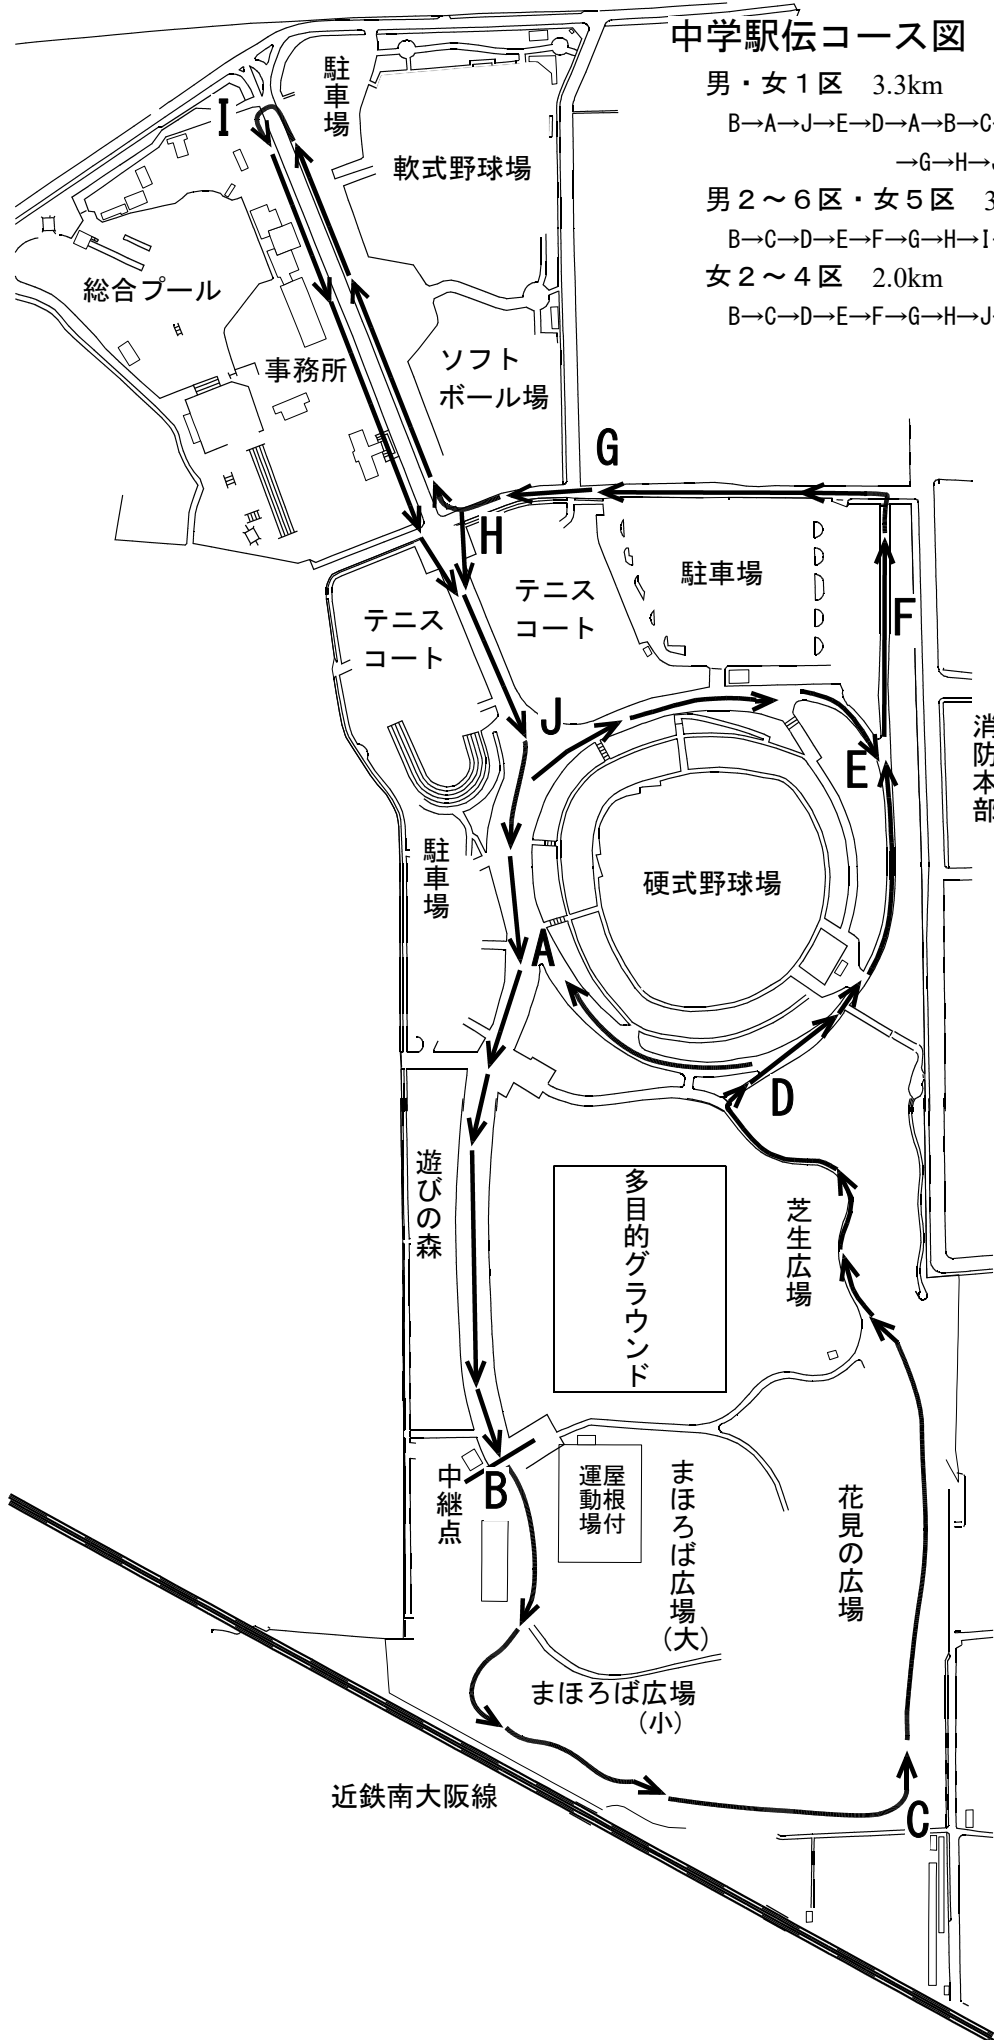 中学駅伝コース図
男・女1区 3.3km
B→A→J→E→D→A→B→C
→G→H→
男2～6区・女5区 3
B→C→D→E→F→G→H→I
女2～4区 2.0km
B→C→D→E→F→G→H→J
I
駐車場
軟式野球場
総合プール
事務所
ソフト
ボール場
G
H
駐車場
テニス
コート
テニス
コート
F
J
E
消防本部
駐車場
硬式野球場
A
D
遊びの森
多目的グラウンド
芝生広場
中継点
B
屋根付
運動場
まほろば広場
(大)
花見の広場
まほろば広場
(小)
近鉄南大阪線
C